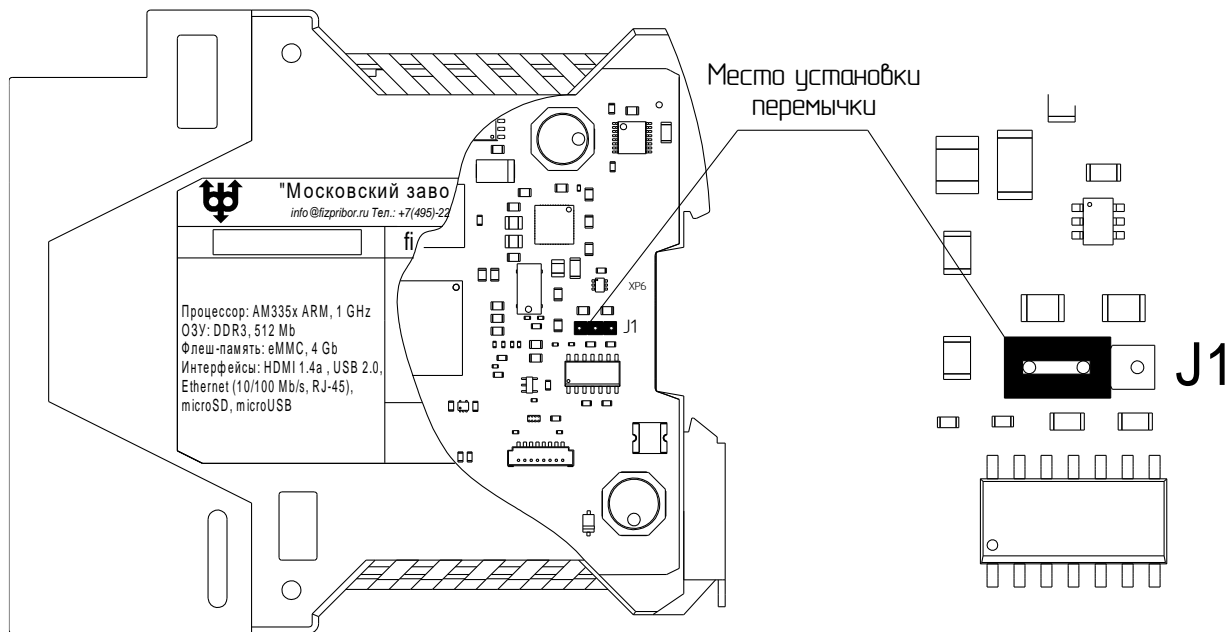 Место установки
перемычки
"Московский заво
info@fizpribor.ru Тел.: +7(495)-22
fi
Процессор: AM335x ARM, 1 GHz
ОЗУ: DDR3, 512 Mb
Флеш-память: eMMC, 4 Gb
Интерфейсы: HDMI 1.4a , USB 2.0,
Ethernet (10/100 Mb/s, RJ-45),
microSD, microUSB
XP6
J1
J1